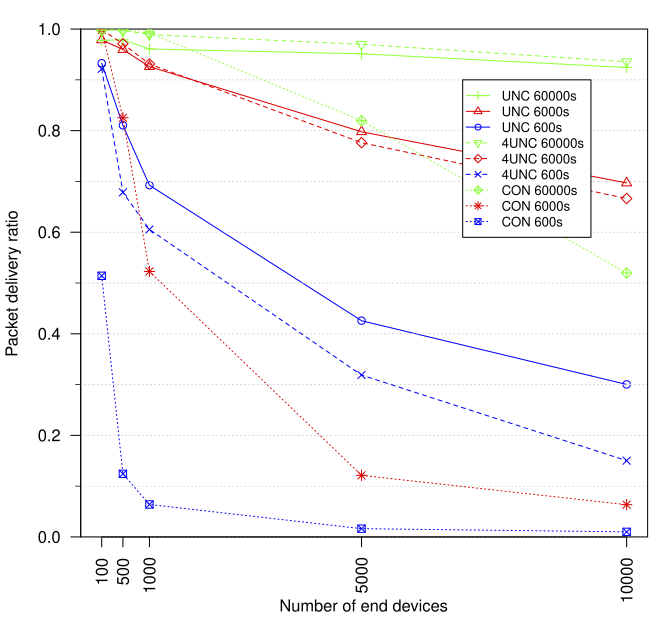 1.0
0.8
0.6
0.4
0.2
0.0
Packet delivery ratio
UNC 60000s
UNC 6000s
UNC 600s
4UNC 60000s
4UNC 6000s
4UNC 600s
CON 60000s
CON 6000s
CON 600s
100
500
1000
5000
10000
Number of end devices